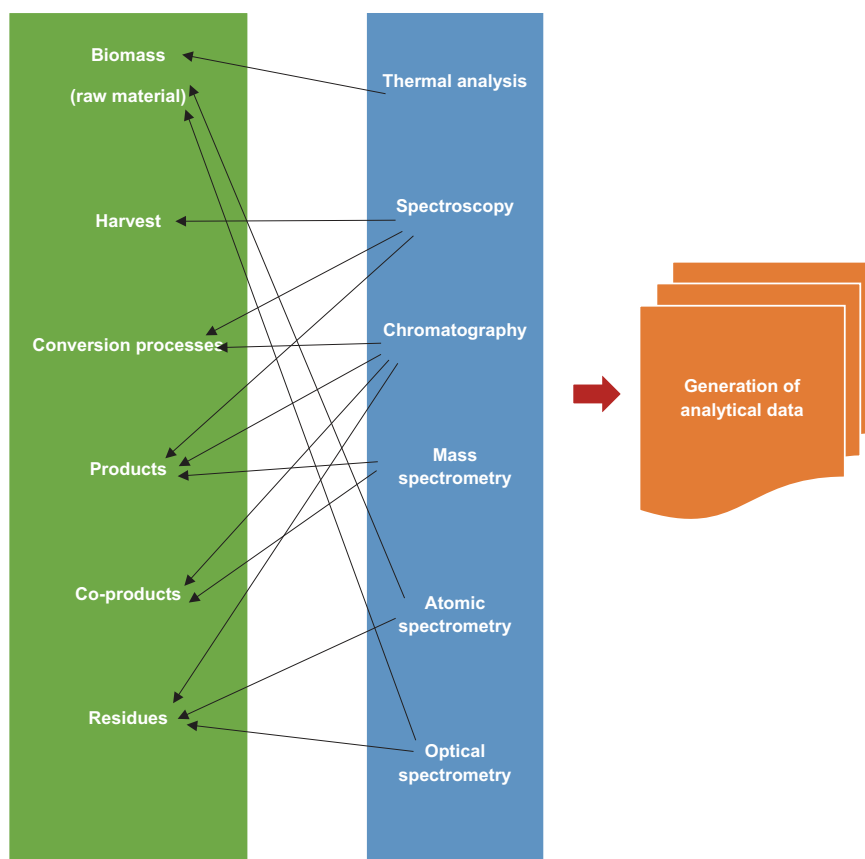 Biomass
(raw material)
Harvest
Conversion processes
Products
Co-products
Residues
Thermal analysis
Spectroscopy
Chromatography
Mass
spectrometry
Atomic
spectrometry
Optical
spectrometry
Generation of
analytical data